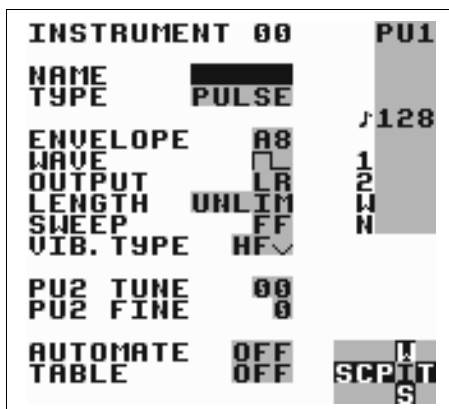 INSTRUMENT 00 PU1
NAME
TYPE PULSE
♪128
ENVELOPE A8
WAVE 1
OUTPUT LR 2
LENGTH UNLIM W
SWEEP FF N
VIB.TYPE HF
PU2 TUNE 00
PU2 FINE 0
AUTOMATE OFF W
TABLE OFF SCPIT
S